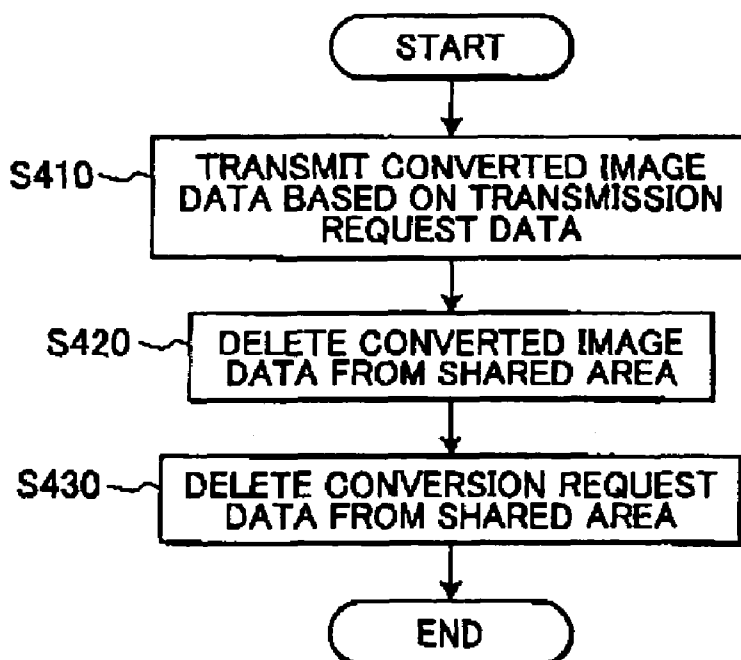 START
S410
TRANSMIT CONVERTED IMAGE
DATA BASED ON TRANSMISSION
REQUEST DATA
S420
DELETE CONVERTED IMAGE
DATA FROM SHARED AREA
S430
DELETE CONVERSION REQUEST
DATA FROM SHARED AREA
END